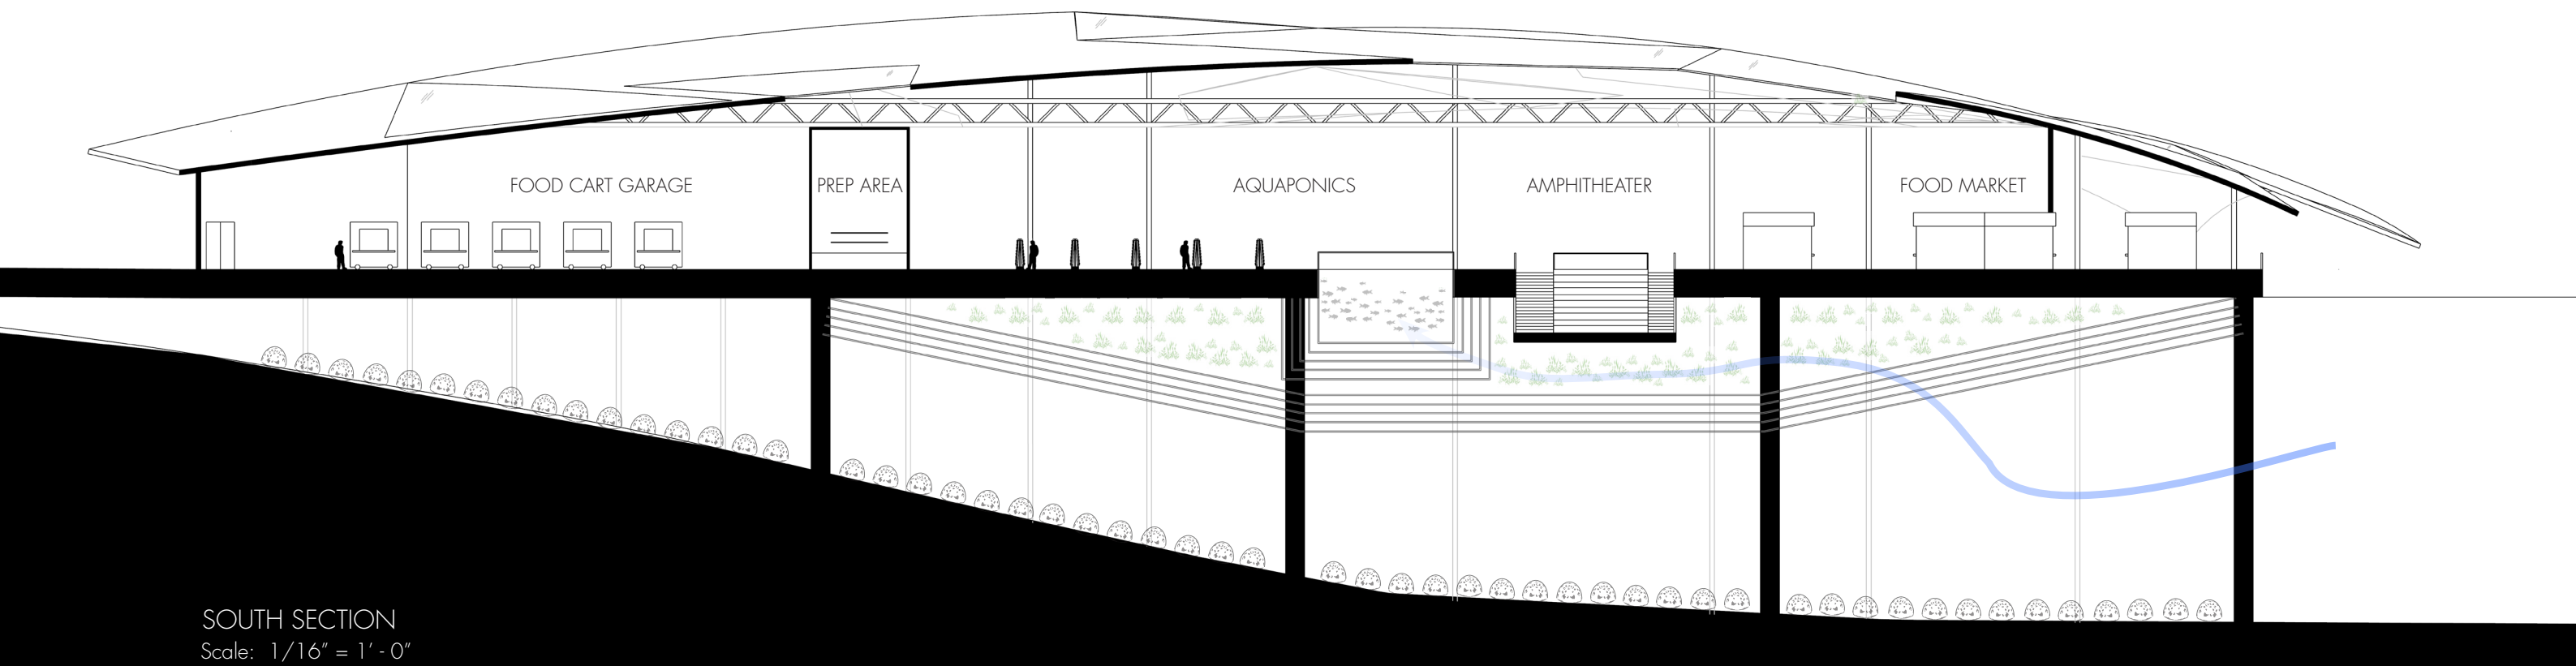 FOOD CART GARAGE
PREP AREA
AQUAPONICS
AMPHITHEATER
FOOD MARKET
SOUTH SECTION
Scale: 1/16" = 1' - 0"